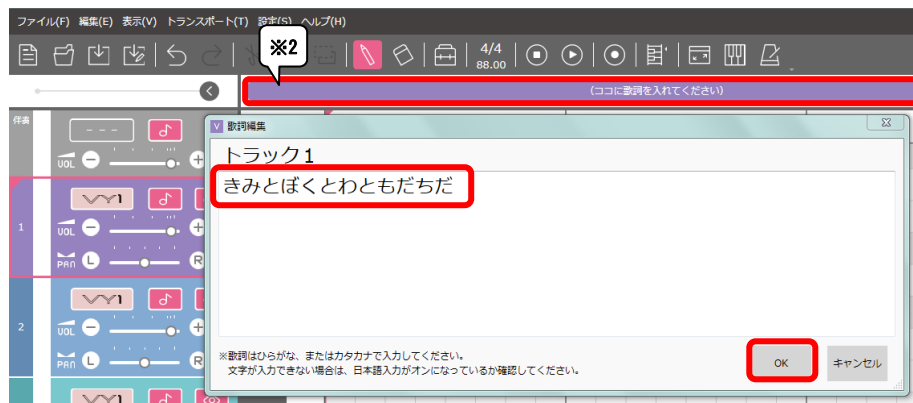 ファイル(F) 編集(E) 表示(V) トランスポート(T) 設定(S) ヘルプ(H)
※2
4/4
88.00
(ココに歌詞を入れてください)
伴奏
---
VOL
V 歌詞編集
トラック1
きみとぼくとわともだちだ
1
VY1
VOL
PAN L R
2
VY1
VOL
PAN L R
※歌詞はひらがな、またはカタカナで入力してください。
文字が入力できない場合は、日本語入力がオンになっているか確認してください。
OK キャンセル
VY1